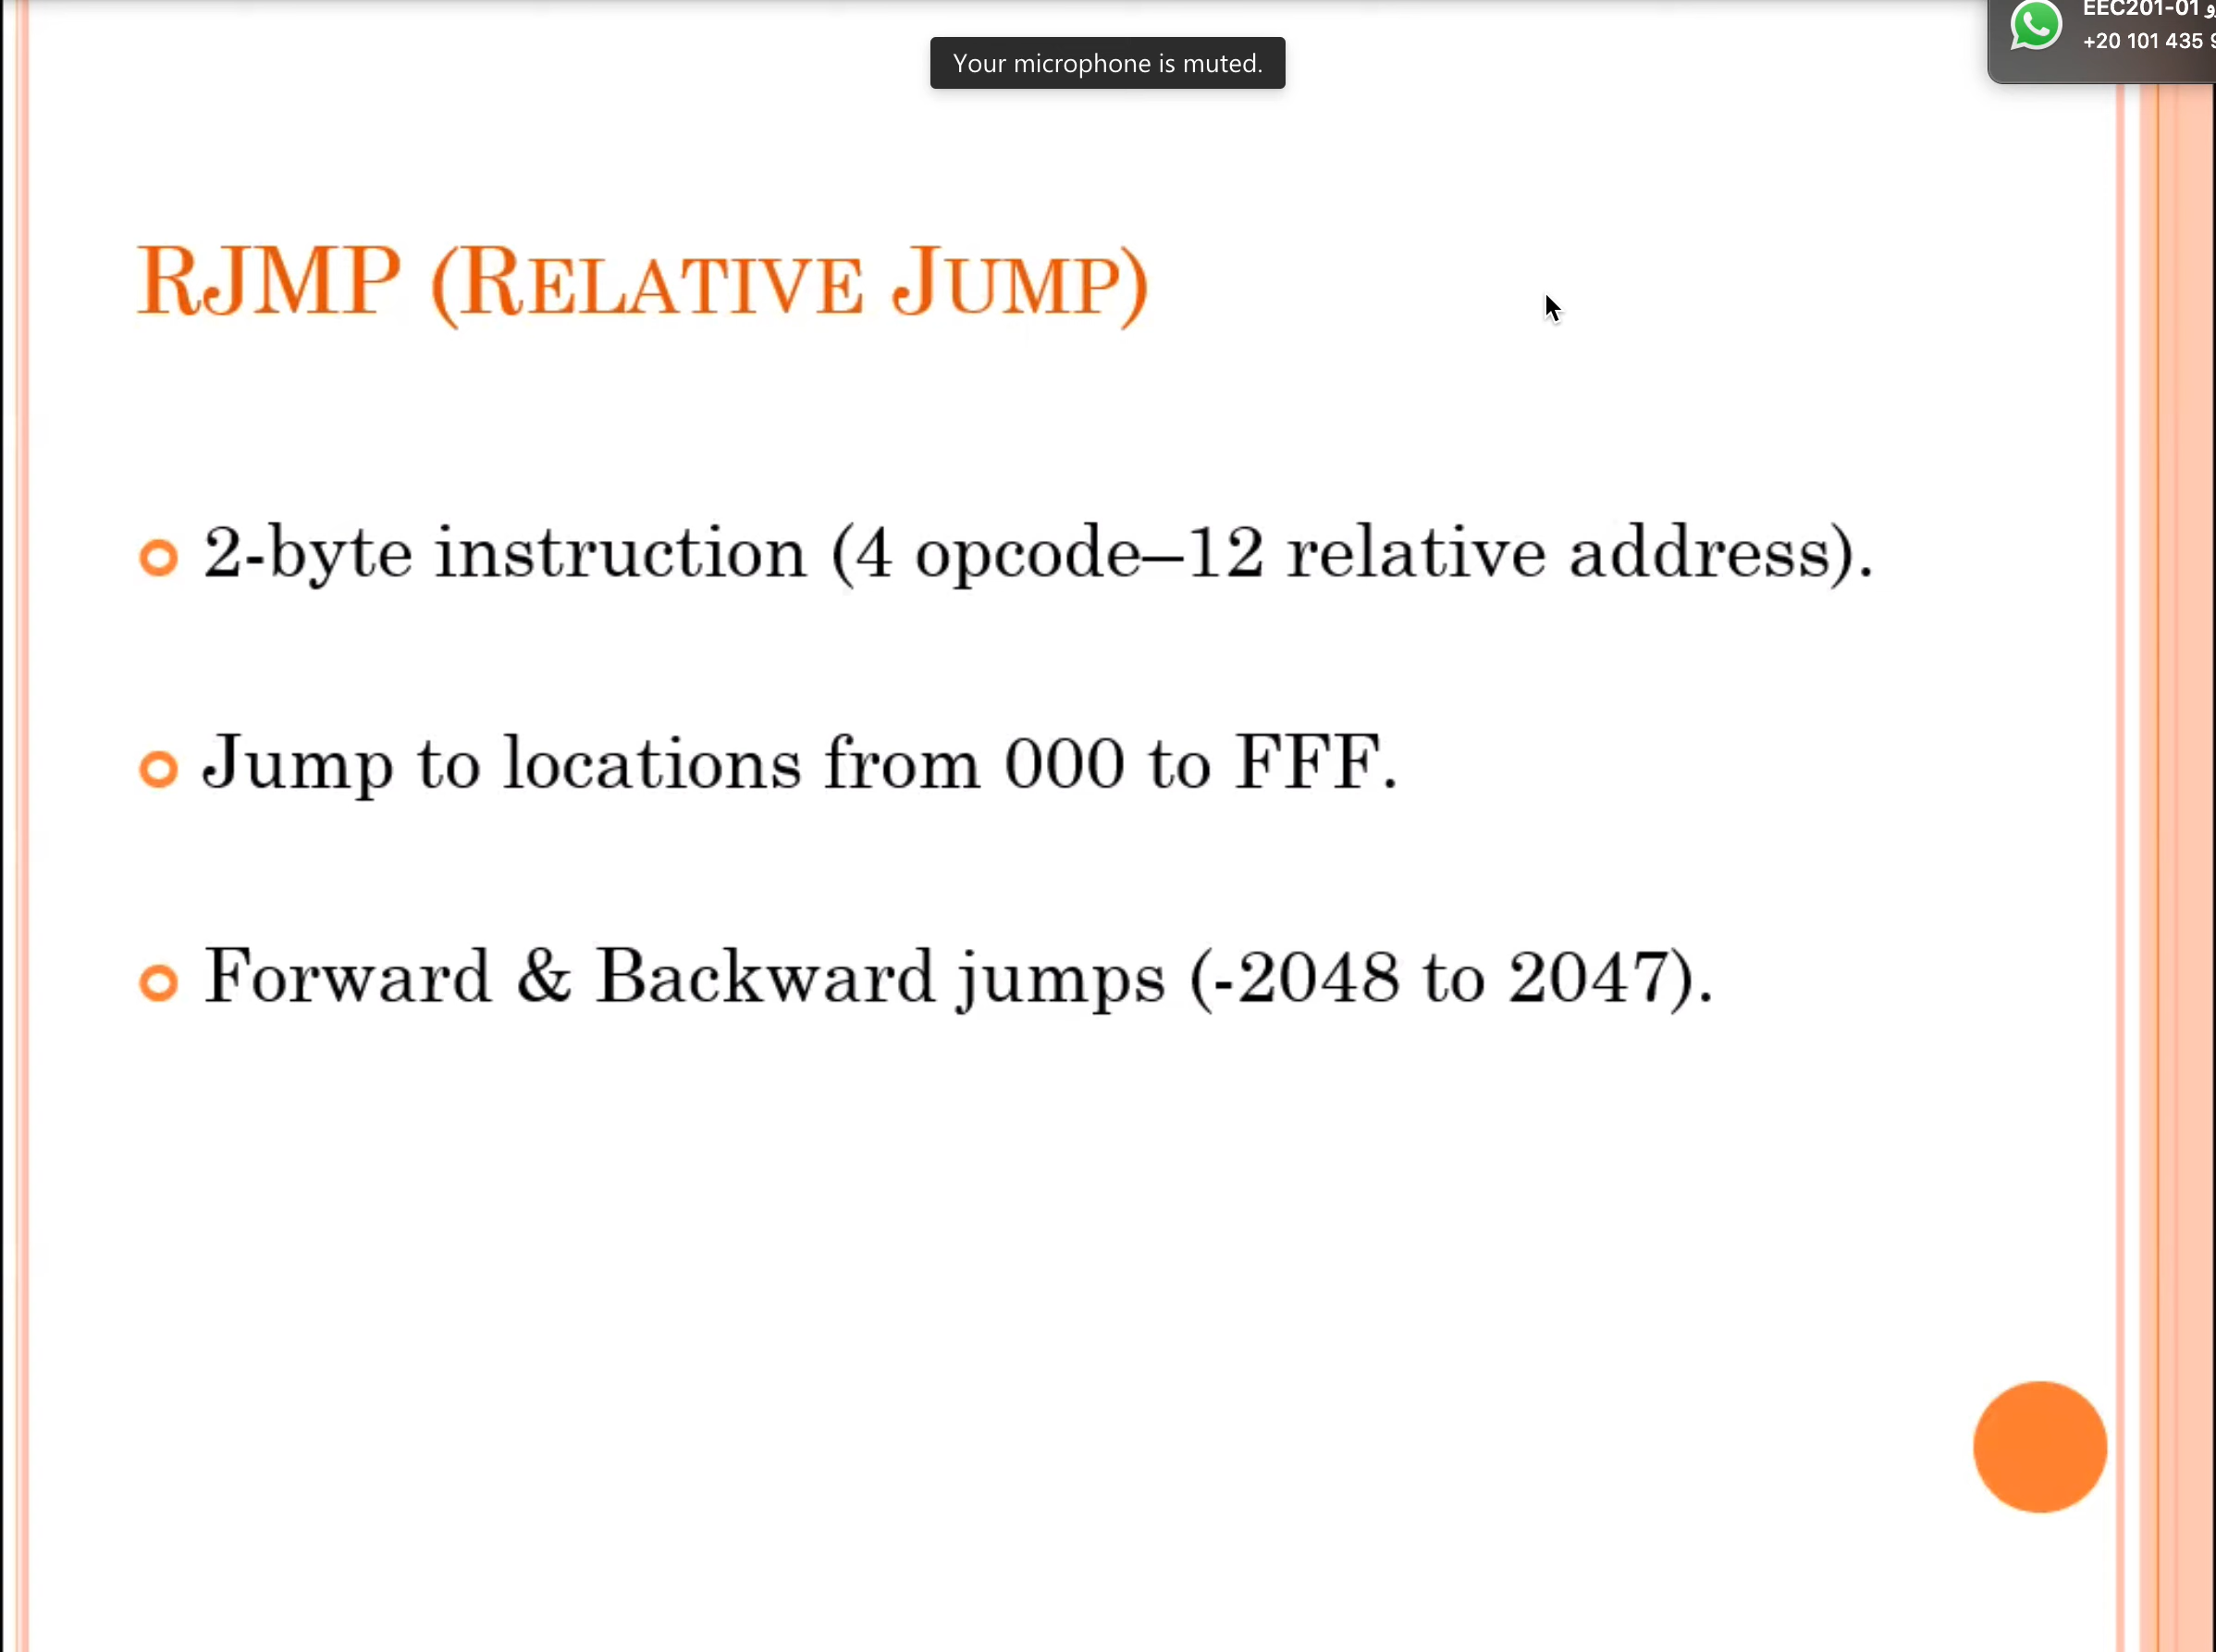 EEC201-01 و
+20 101 435
Your microphone is muted.
RJMP (RELATIVE JUMP)
2-byte instruction (4 opcode–12 relative address).
Jump to locations from 000 to FFF.
Forward & Backward jumps (-2048 to 2047).